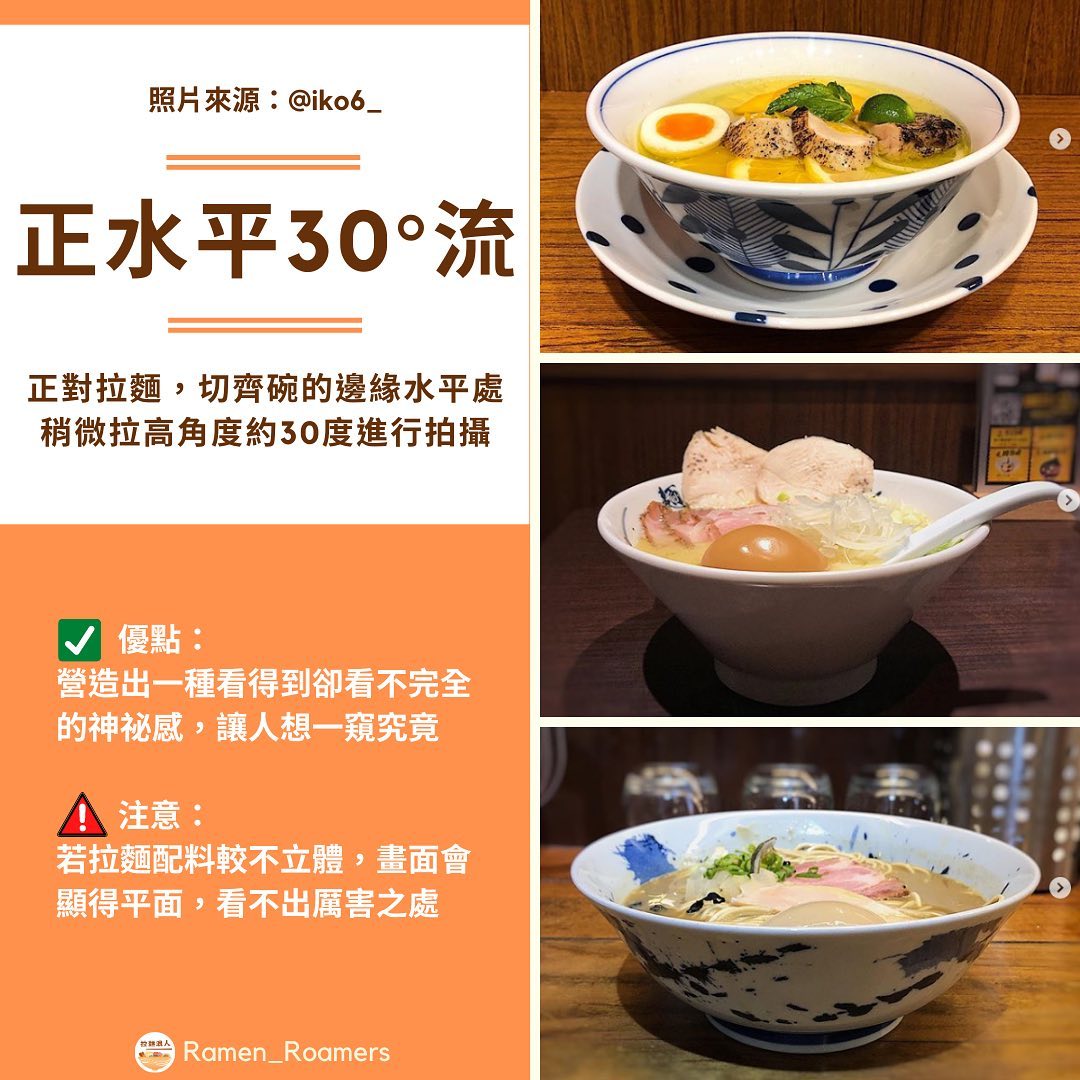 照片來源：@iko6_
正水平30°流
正對拉麵，切齊碗的邊緣水平處
稍微拉高角度約30度進行拍攝
優點：
營造出一種看得到卻看不完全
的神祕感，讓人想一窺究竟
注意：
若拉麵配料較不立體，畫面會
顯得平面，看不出厲害之處
拉麵浪人
Ramen_Roamers